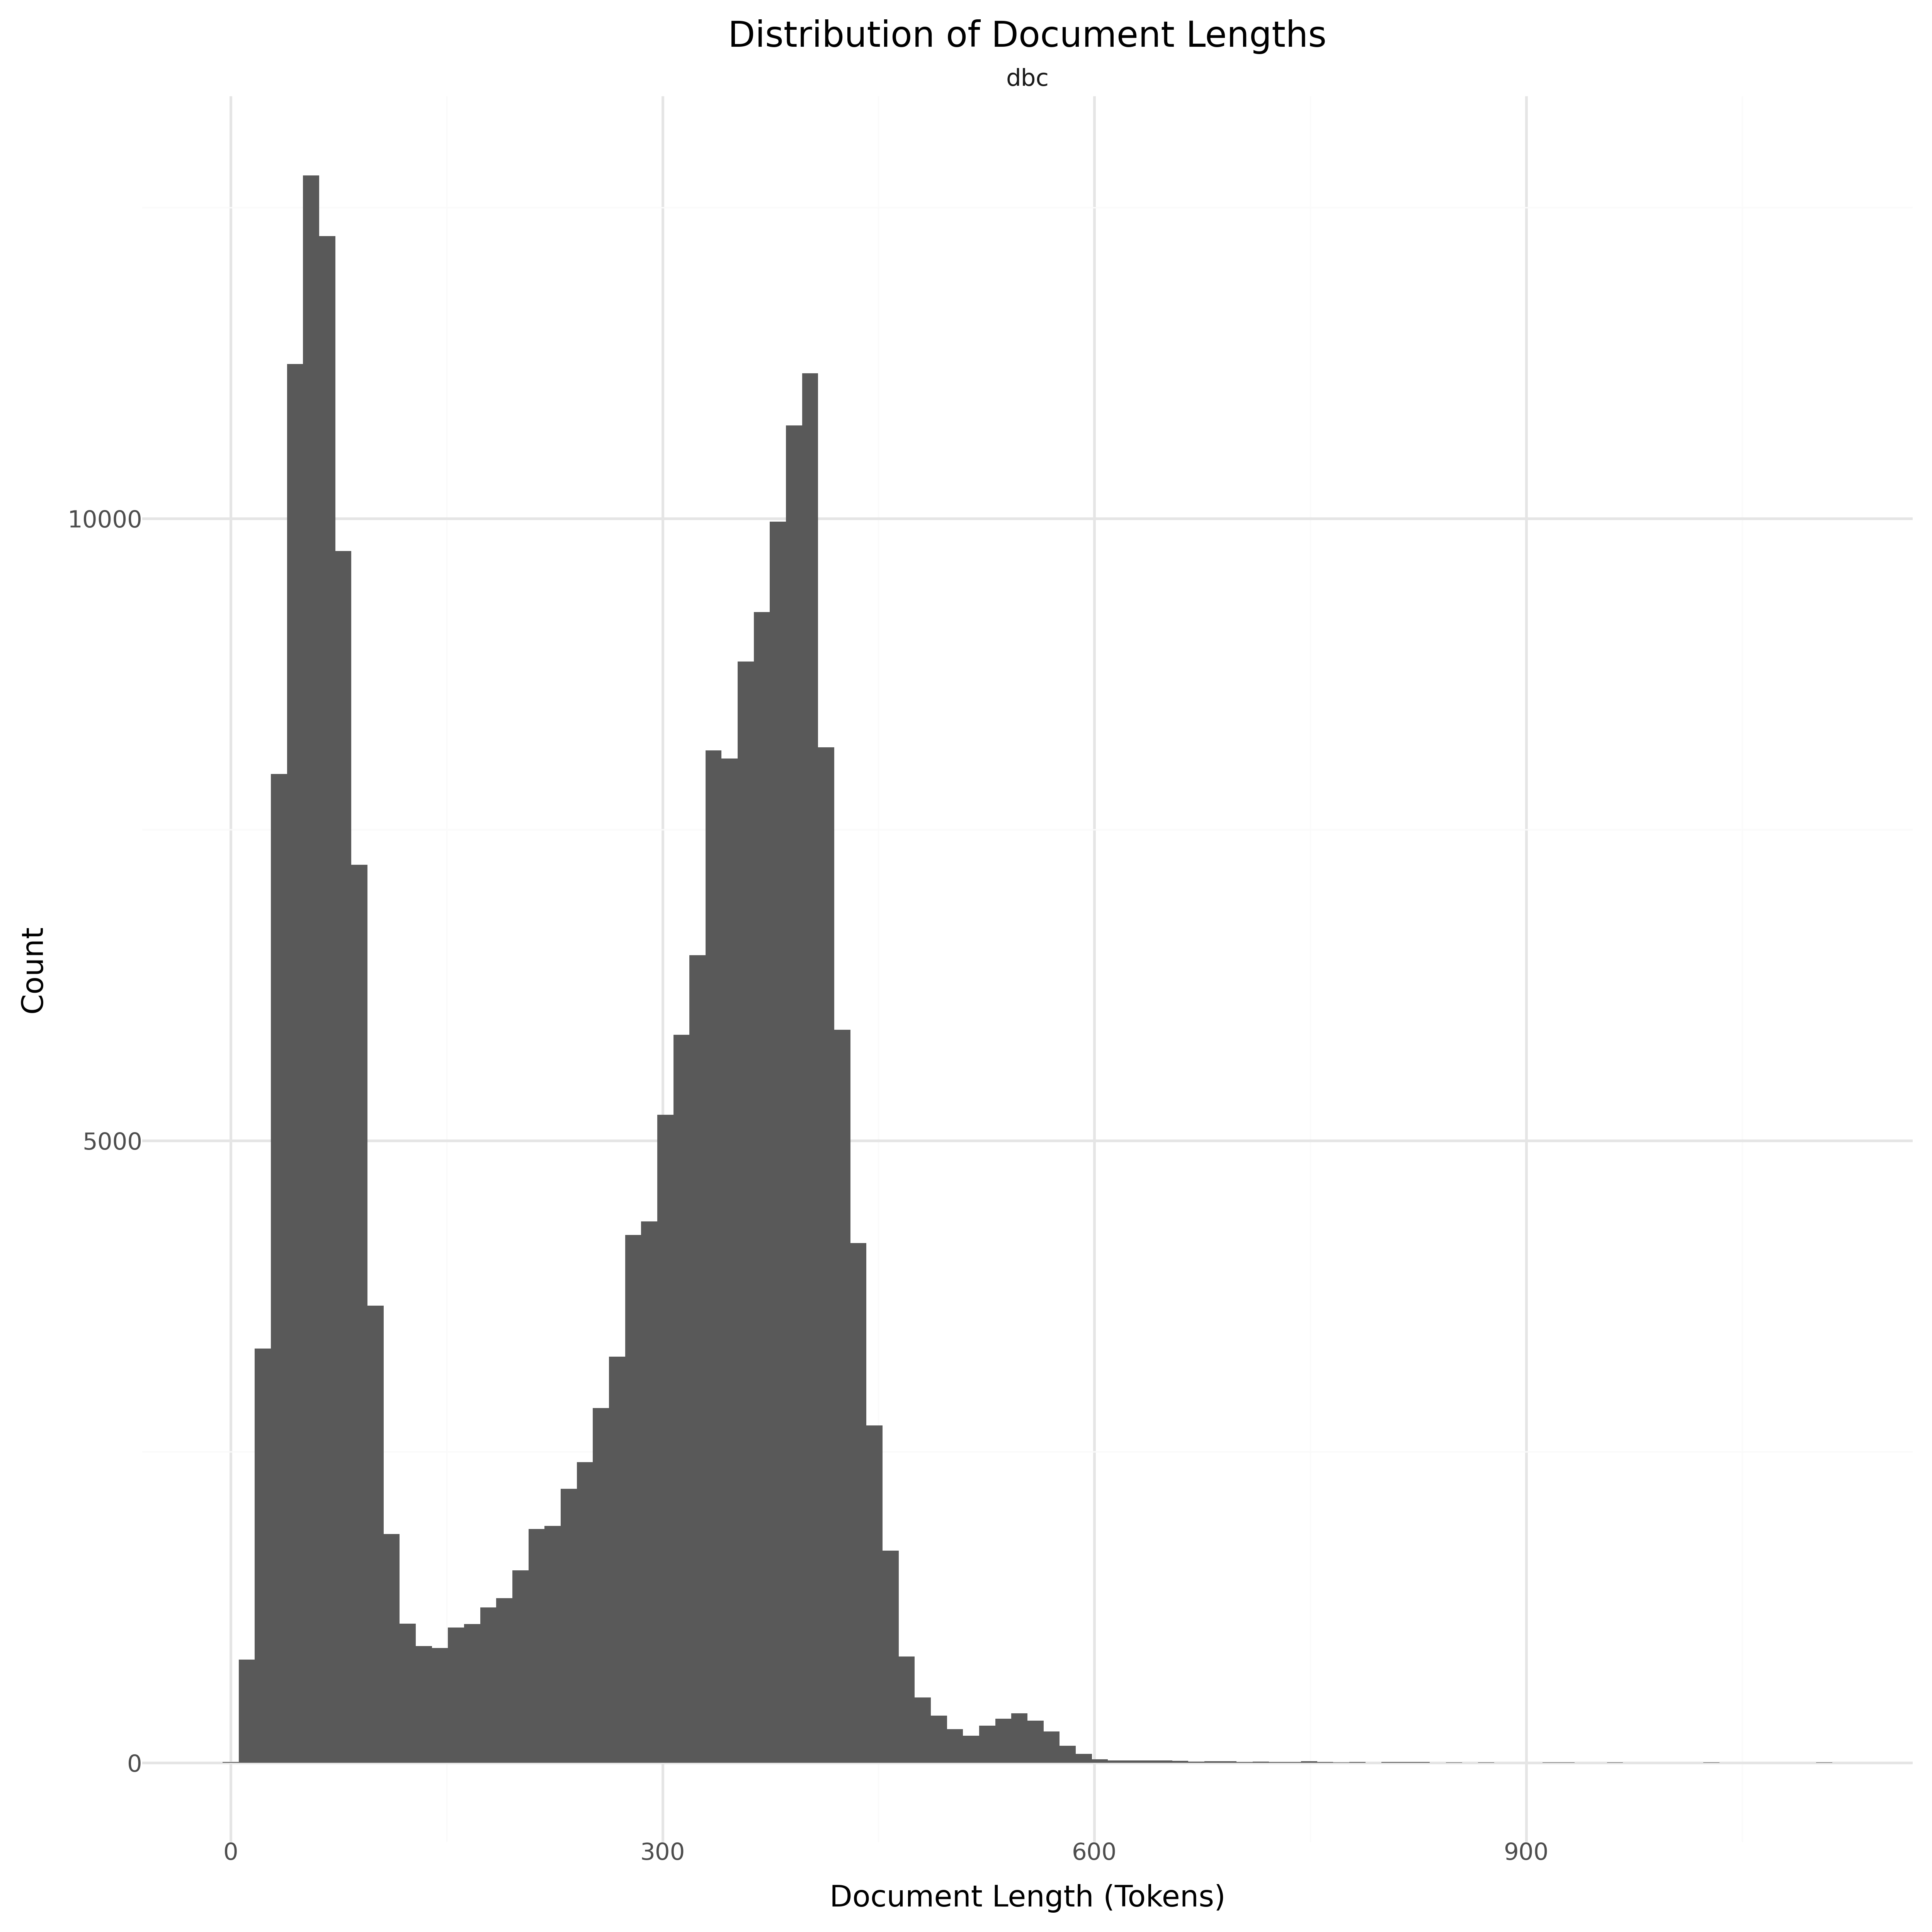 Distribution of Document Lengths
dbc
Count
10000
5000
0
0
300
600
900
Document Length (Tokens)